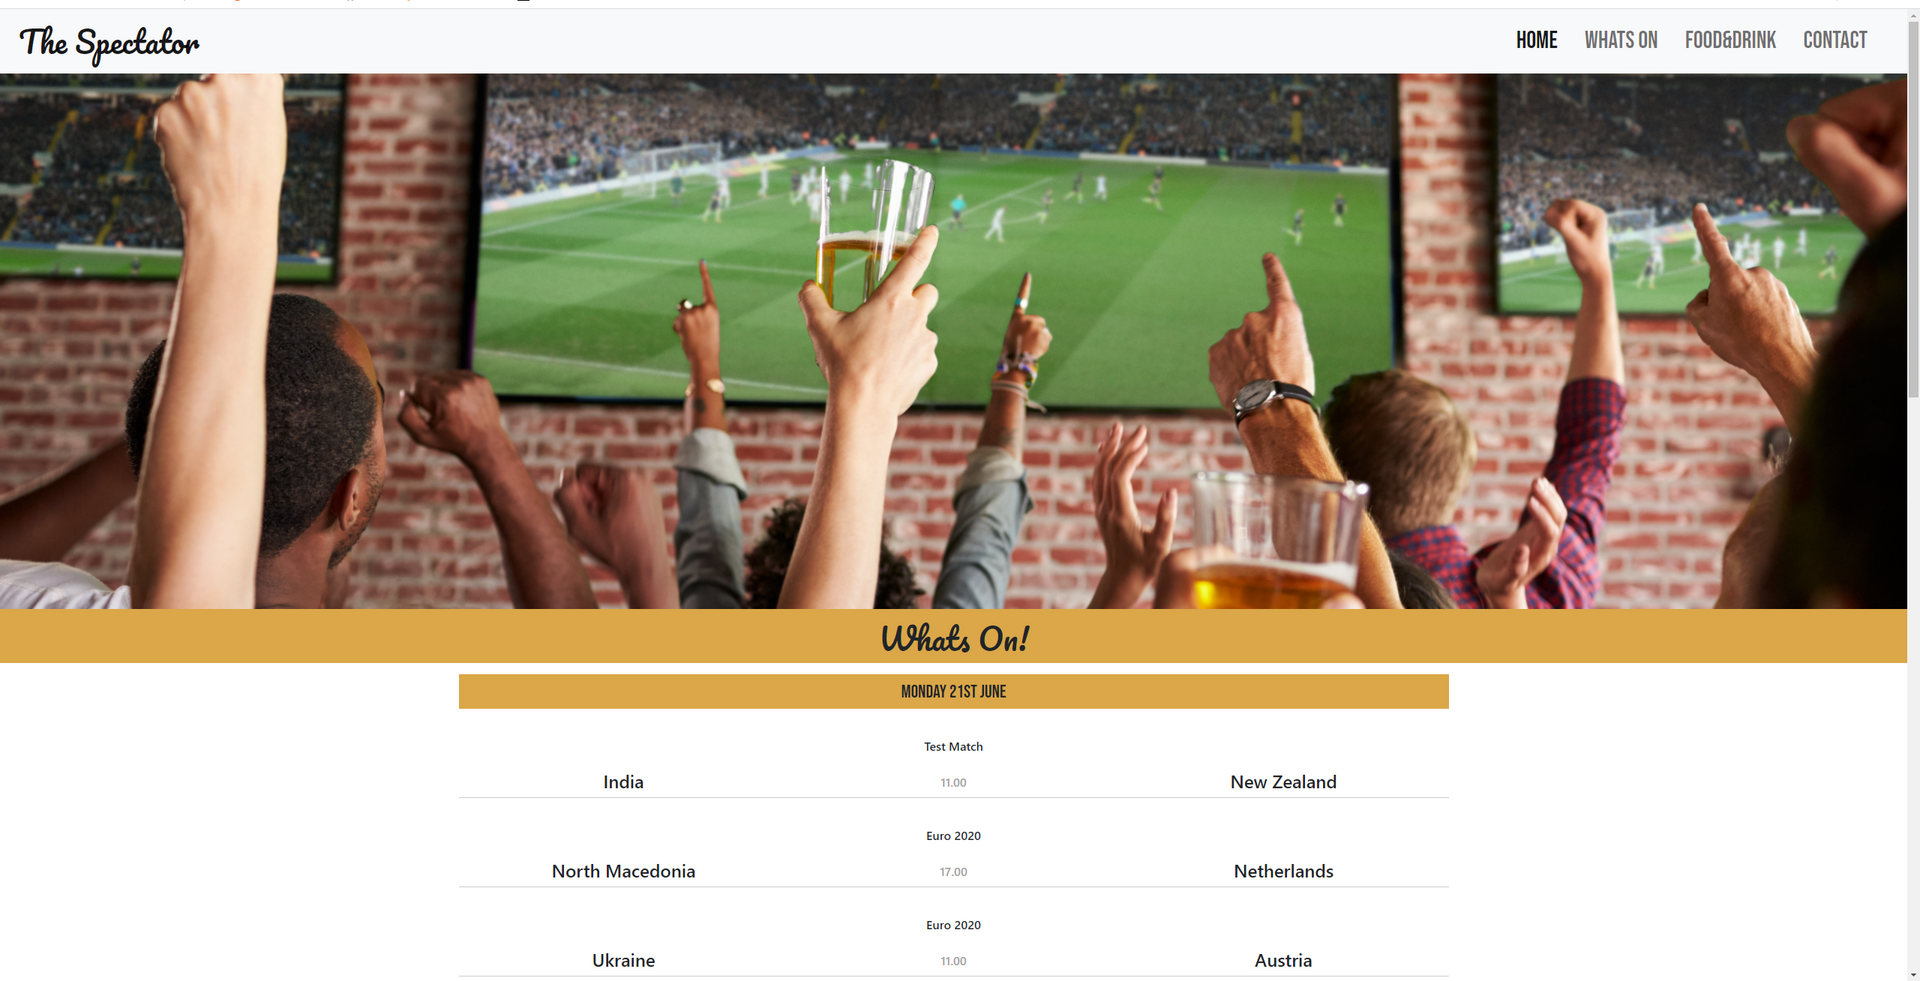 The Spectator
HOME WHATS ON FOOD&DRINK CONTACT
Whats On!
MONDAY 21ST JUNE
Test Match
India 11.00 New Zealand
Euro 2020
North Macedonia 17.00 Netherlands
Euro 2020
Ukraine 11.00 Austria